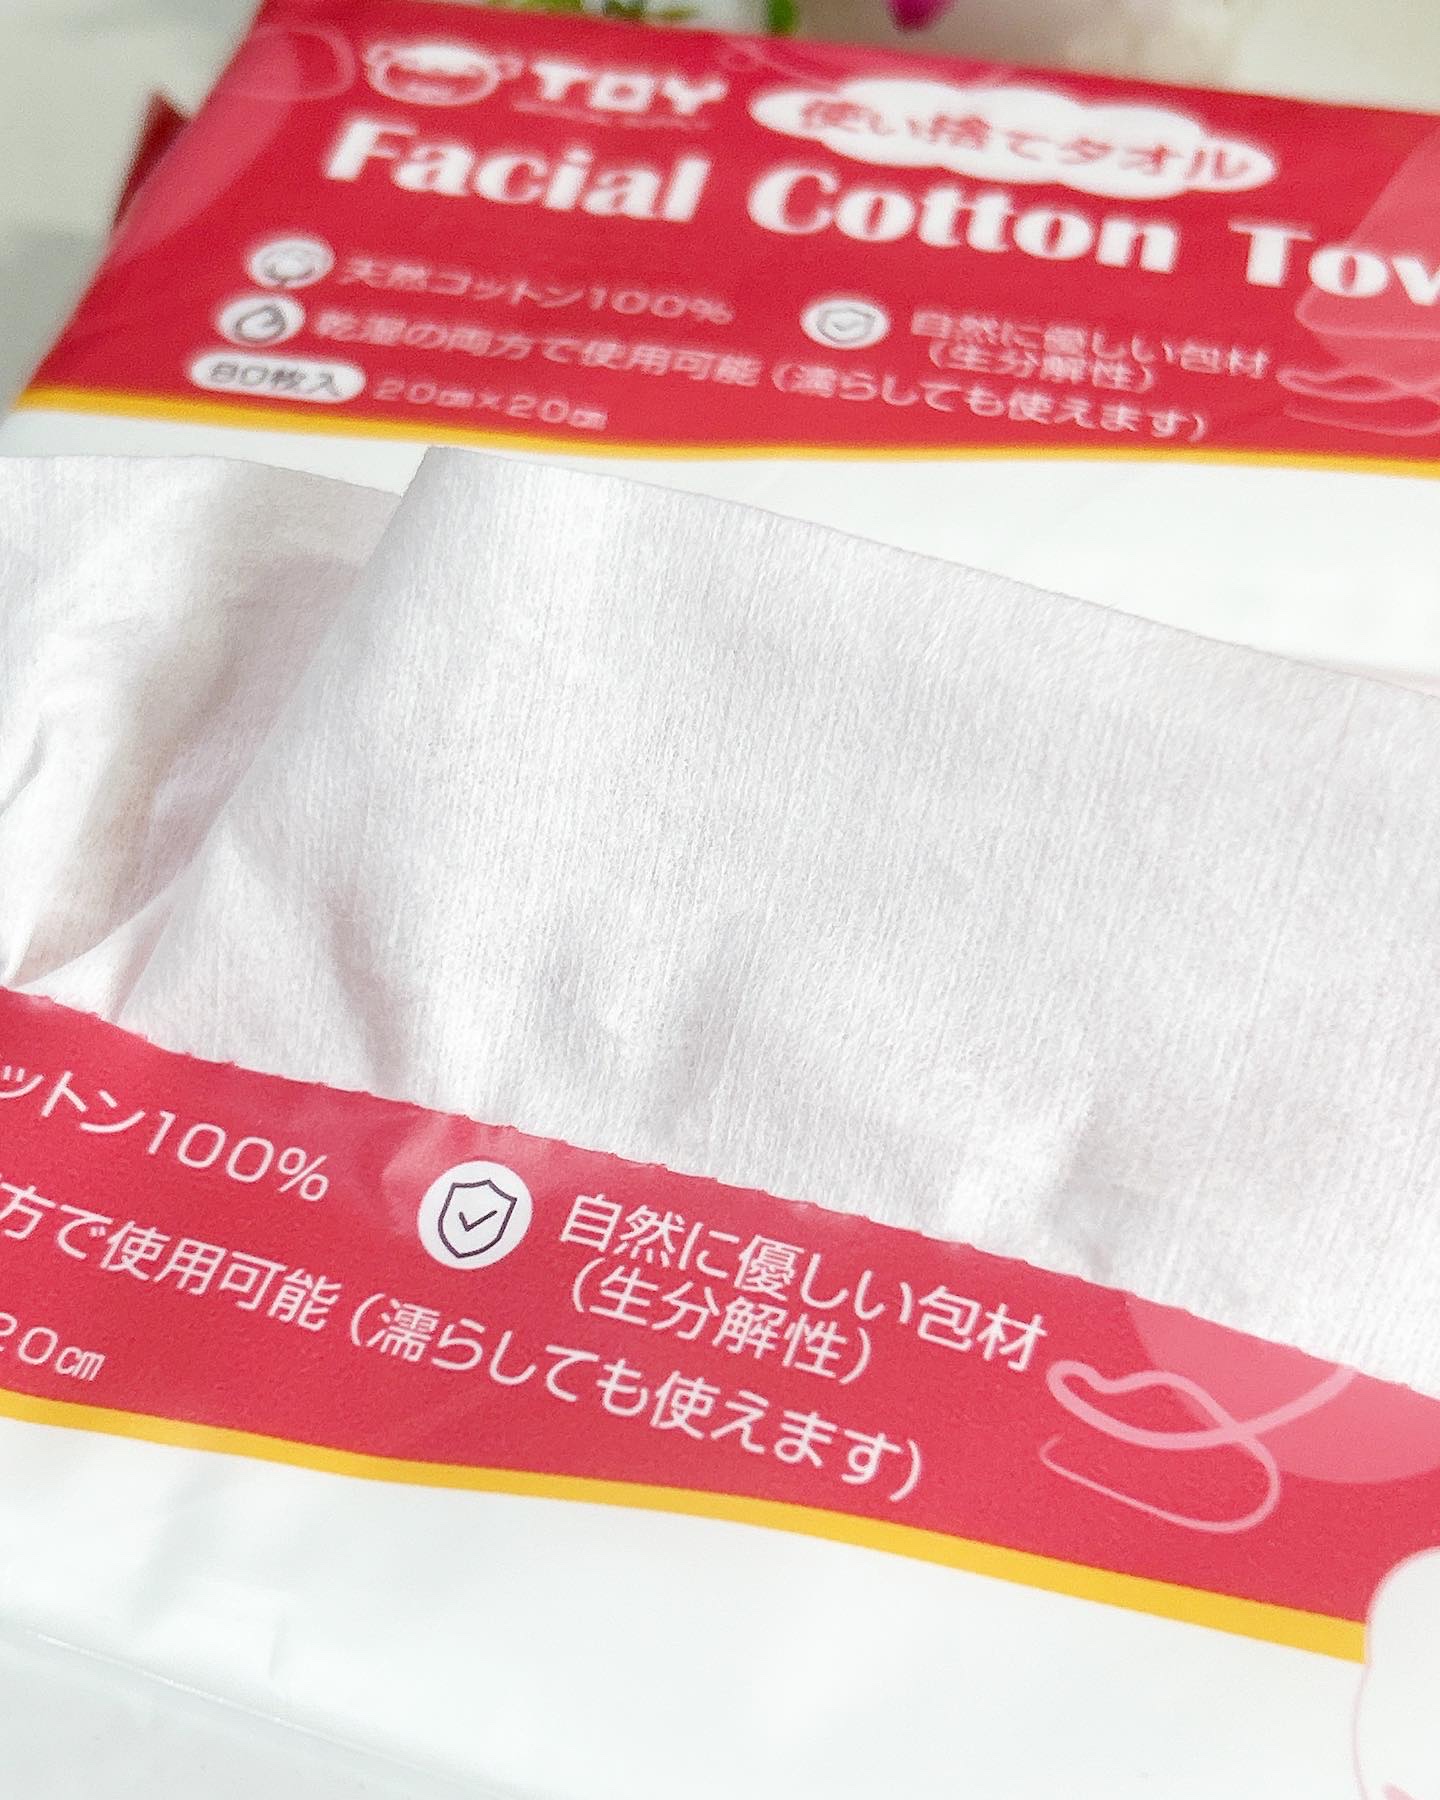 TOY
使い捨てタオル
Facial Cotton Tow
天然コットン100%
自然に優しい包材
(生分解性)
乾湿の両方で使用可能(濡らしても使えます)
80枚入 20㎝×20㎝
ットン100%
自然に優しい包材
(生分解性)
方で使用可能(濡らしても使えます)
20㎝